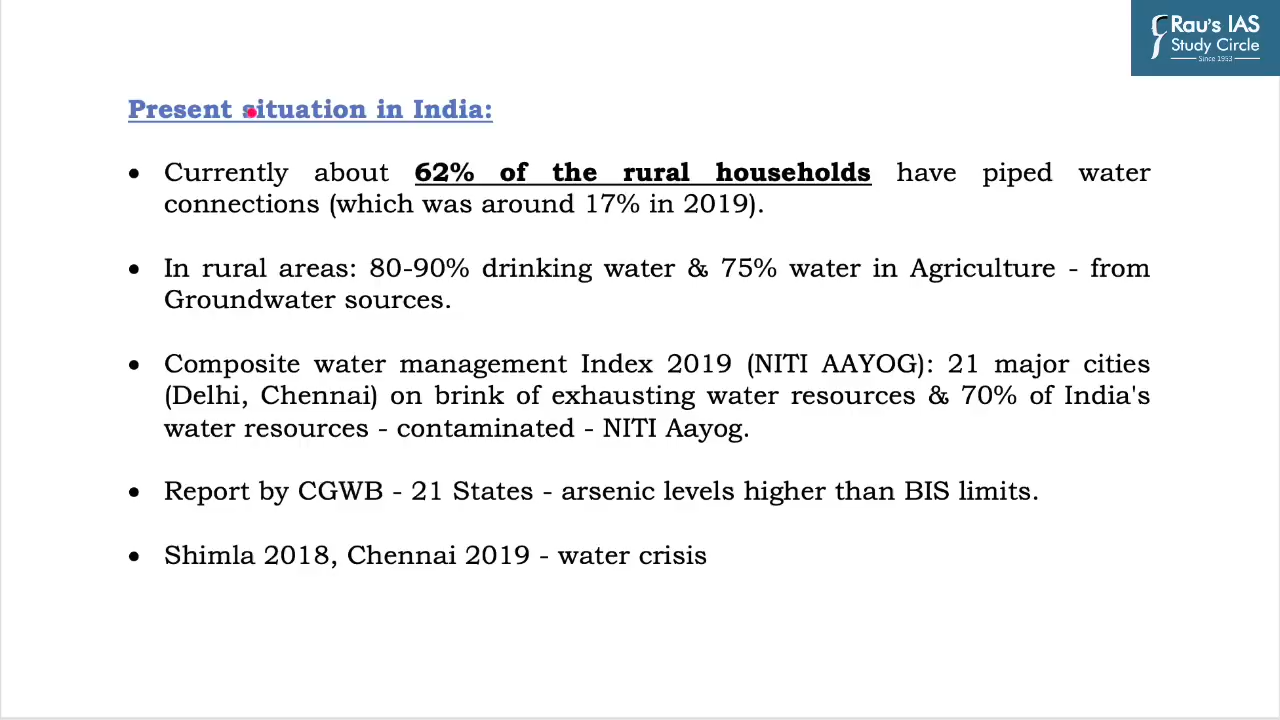 Rau's IAS
Study Circle
Since 1953
Present situation in India:
• Currently about 62% of the rural households have piped water
connections (which was around 17% in 2019).
• In rural areas: 80-90% drinking water & 75% water in Agriculture - from
Groundwater sources.
• Composite water management Index 2019 (NITI AAYOG): 21 major cities
(Delhi, Chennai) on brink of exhausting water resources & 70% of India's
water resources - contaminated - NITI Aayog.
• Report by CGWB - 21 States - arsenic levels higher than BIS limits.
• Shimla 2018, Chennai 2019 - water crisis